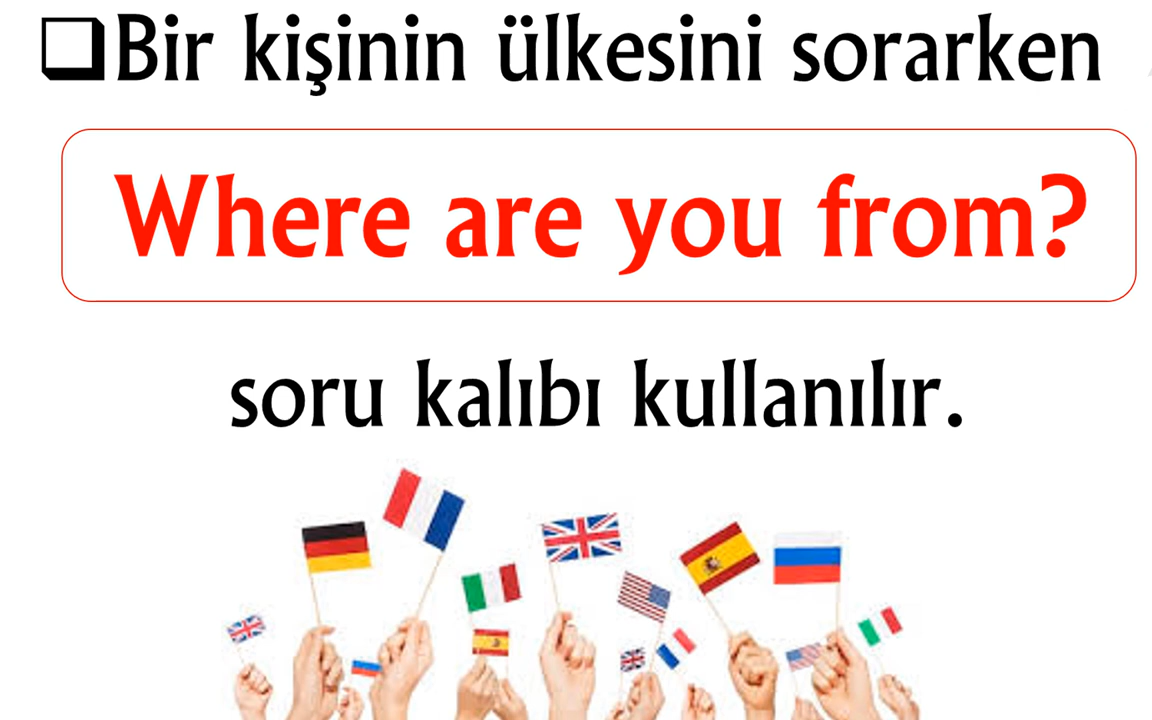 Bir kişinin ülkesini sorarken
Where are you from?
soru kalıbı kullanılır.